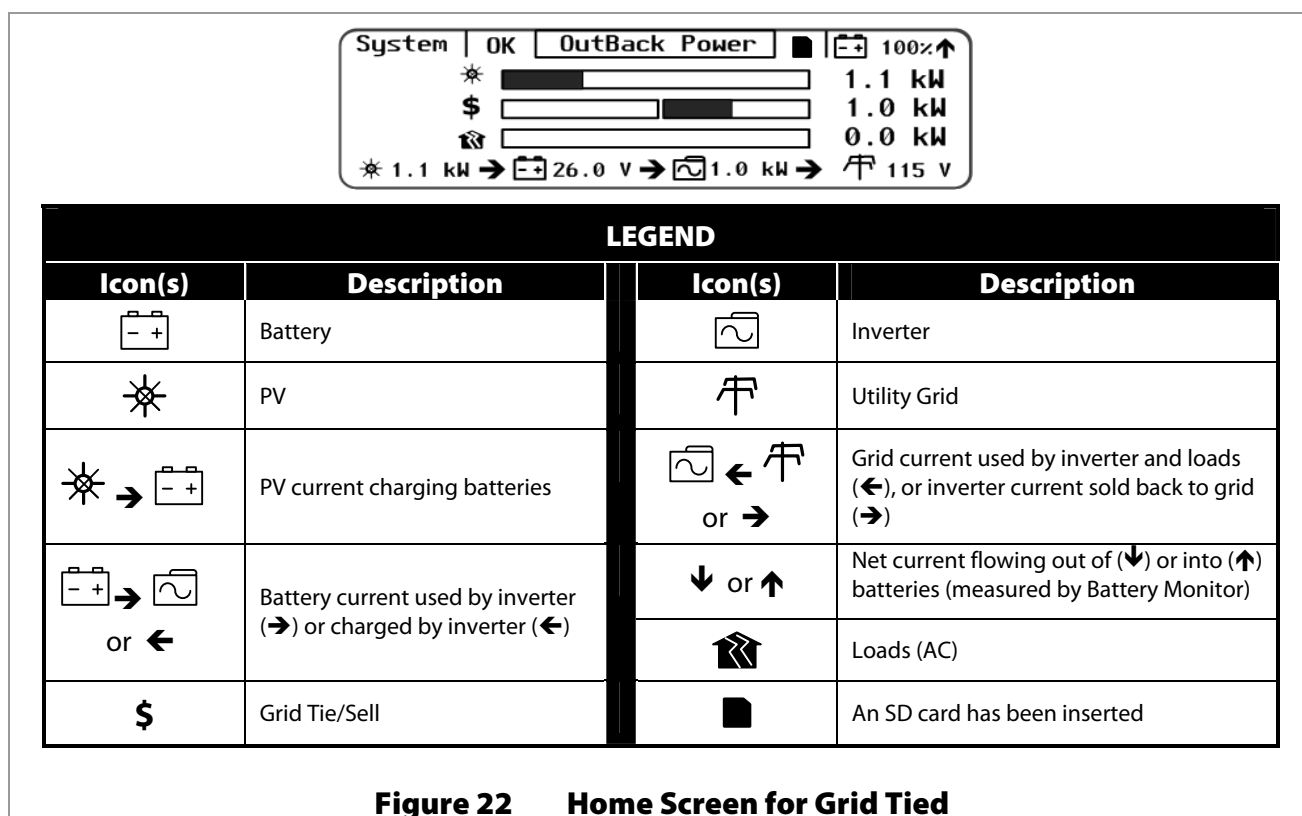 System OK OutBack Power 100%↑
1.1 kW
$ 1.0 kW
0.0 kW
1.1 kW → - + 26.0 V → 1.0 kW → 115 V
LEGEND
Icon(s) Description Icon(s) Description
- + Battery Inverter
PV Utility Grid
→ - + PV current charging batteries
← or →
Grid current used by inverter and loads
(←), or inverter current sold back to grid
(→)
- + → or ←
Battery current used by inverter
(→) or charged by inverter (←)
↓ or ↑
Net current flowing out of (↓) or into (↑)
batteries (measured by Battery Monitor)
Loads (AC)
$ Grid Tie/Sell An SD card has been inserted
Figure 22 Home Screen for Grid Tied